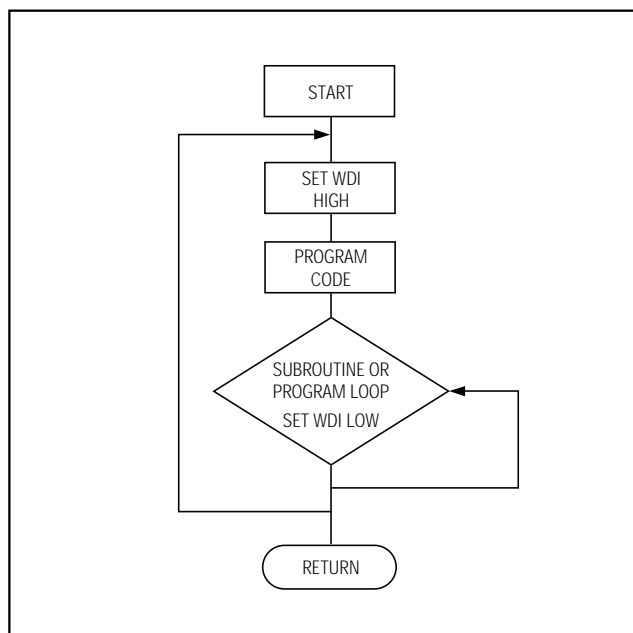 START
SET WDI
HIGH
PROGRAM
CODE
SUBROUTINE OR
PROGRAM LOOP
SET WDI LOW
RETURN